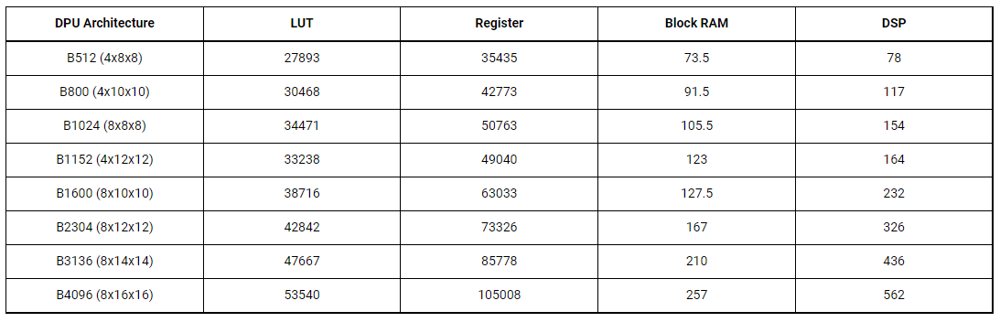 DPU Architecture LUT Register Block RAM DSP
B512 (4x8x8) 27893 35435 73.5 78
B800 (4x10x10) 30468 42773 91.5 117
B1024 (8x8x8) 34471 50763 105.5 154
B1152 (4x12x12) 33238 49040 123 164
B1600 (8x10x10) 38716 63033 127.5 232
B2304 (8x12x12) 42842 73326 167 326
B3136 (8x14x14) 47667 85778 210 436
B4096 (8x16x16) 53540 105008 257 562